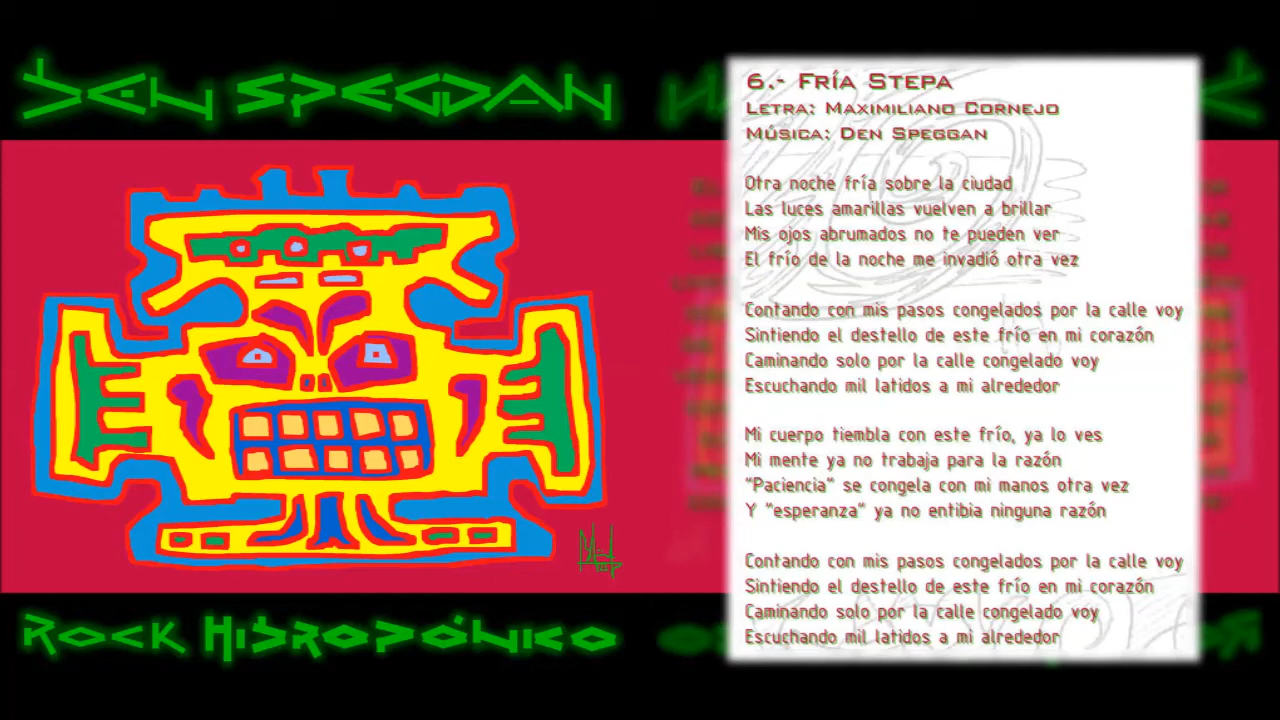 Den Speggan
Rock Hidropónico
6.- Fría Stepa
Letra: Maximiliano Cornejo
Música: Den Speggan
Otra noche fría sobre la ciudad
Las luces amarillas vuelven a brillar
Mis ojos abrumados no te pueden ver
El frío de la noche me invadió otra vez
Contando con mis pasos congelados por la calle voy
Sintiendo el destello de este frío en mi corazón
Caminando solo por la calle congelado voy
Escuchando mil latidos a mi alrededor
Mi cuerpo tiembla con este frío, ya lo ves
Mi mente ya no trabaja para la razón
"Paciencia" se congela con mi manos otra vez
Y "esperanza" ya no entibia ninguna razón
Contando con mis pasos congelados por la calle voy
Sintiendo el destello de este frío en mi corazón
Caminando solo por la calle congelado voy
Escuchando mil latidos a mi alrededor